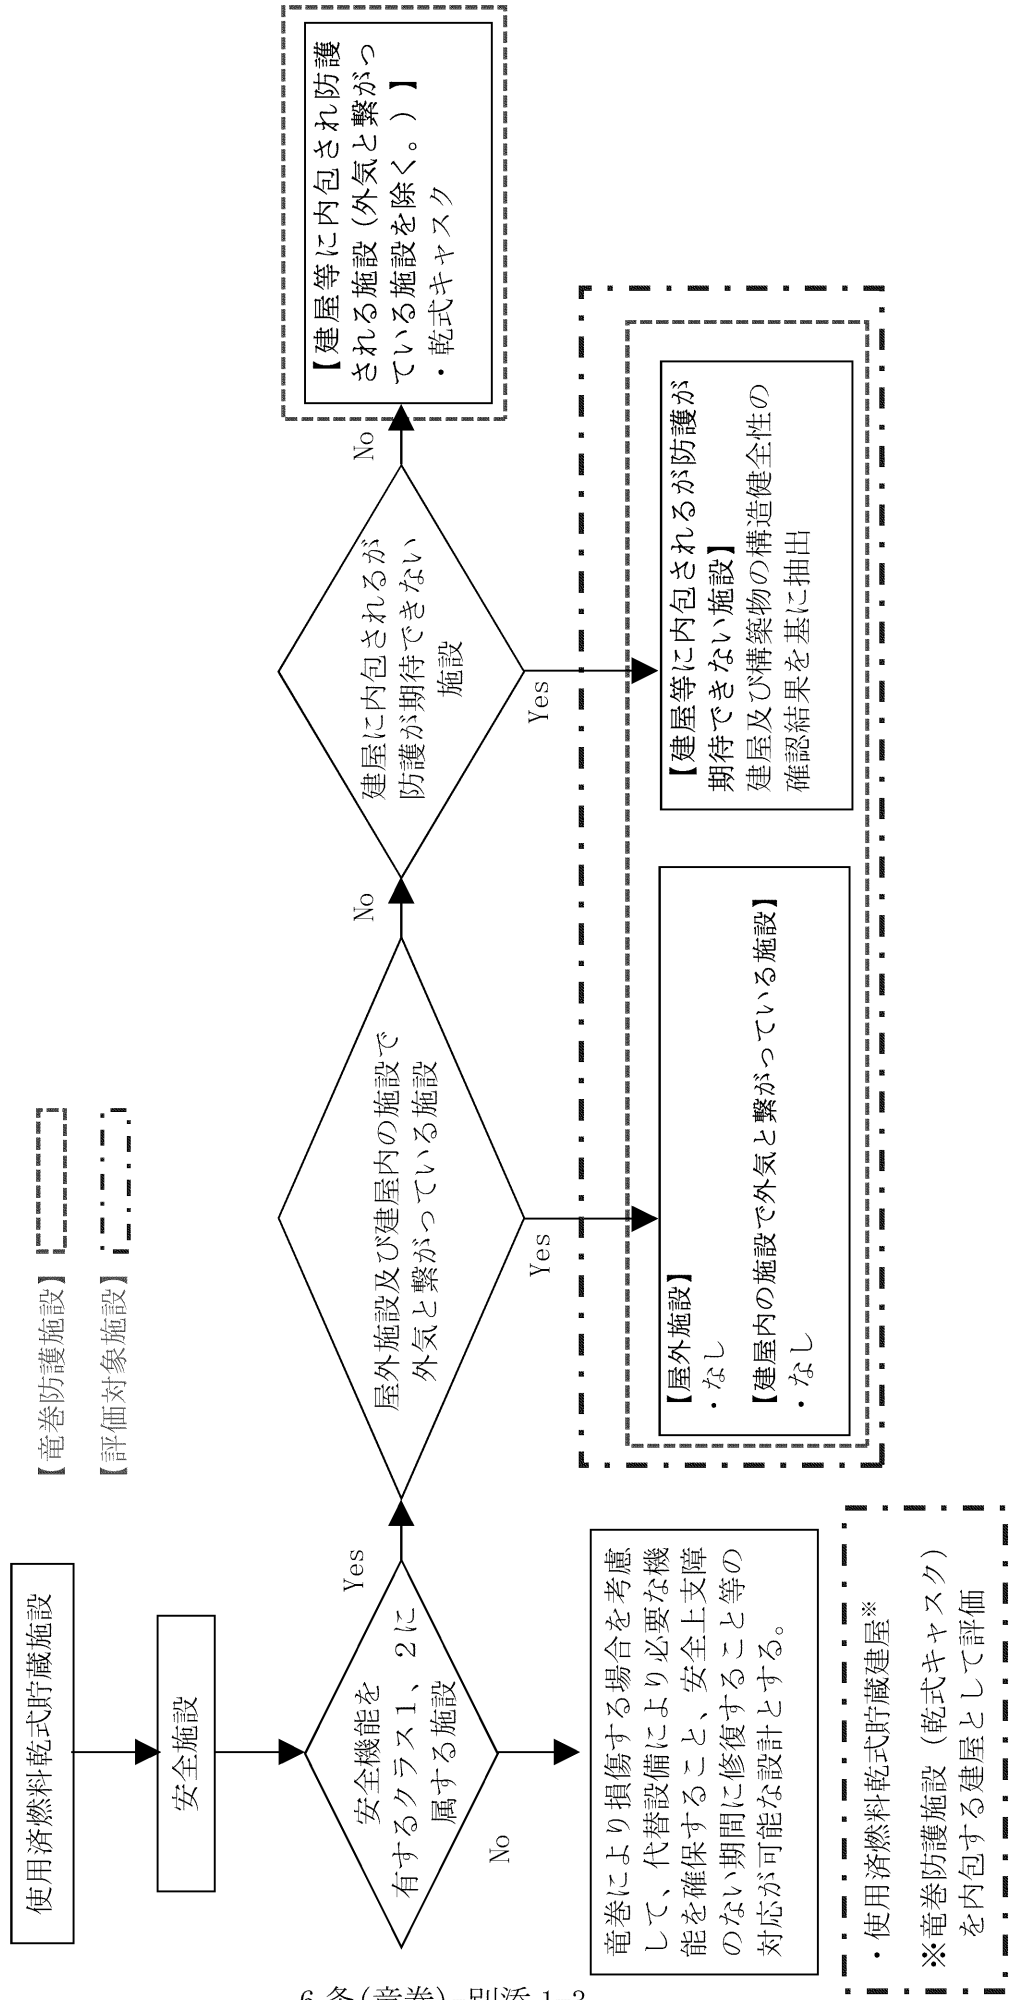 使用済燃料乾式貯蔵施設
安全施設
安全機能を
有するクラス1、2に
属する施設
Yes
No
竜巻により損傷する場合を考慮
して、代替設備により必要な機
能を確保すること、安全上支障
のない期間に修復すること等の
対応が可能な設計とする。
・使用済燃料乾式貯蔵建屋※
※竜巻防護施設（乾式キャスク）
を内包する建屋として評価
【竜巻防護施設】
【評価対象施設】
屋外施設及び建屋内の施設で
外気と繋がっている施設
No
Yes
【屋外施設】
・なし
【建屋内の施設で外気と繋がっている施設】
・なし
建屋に内包されるが
防護が期待できない
施設
No
Yes
【建屋等に内包されるが防護が
期待できない施設】
建屋及び構築物の構造健全性の
確認結果を基に抽出
【建屋等に内包され防護
される施設（外気と繋がっ
ている施設を除く。）】
・乾式キャスク
6 条(竜巻)-別添 1-3